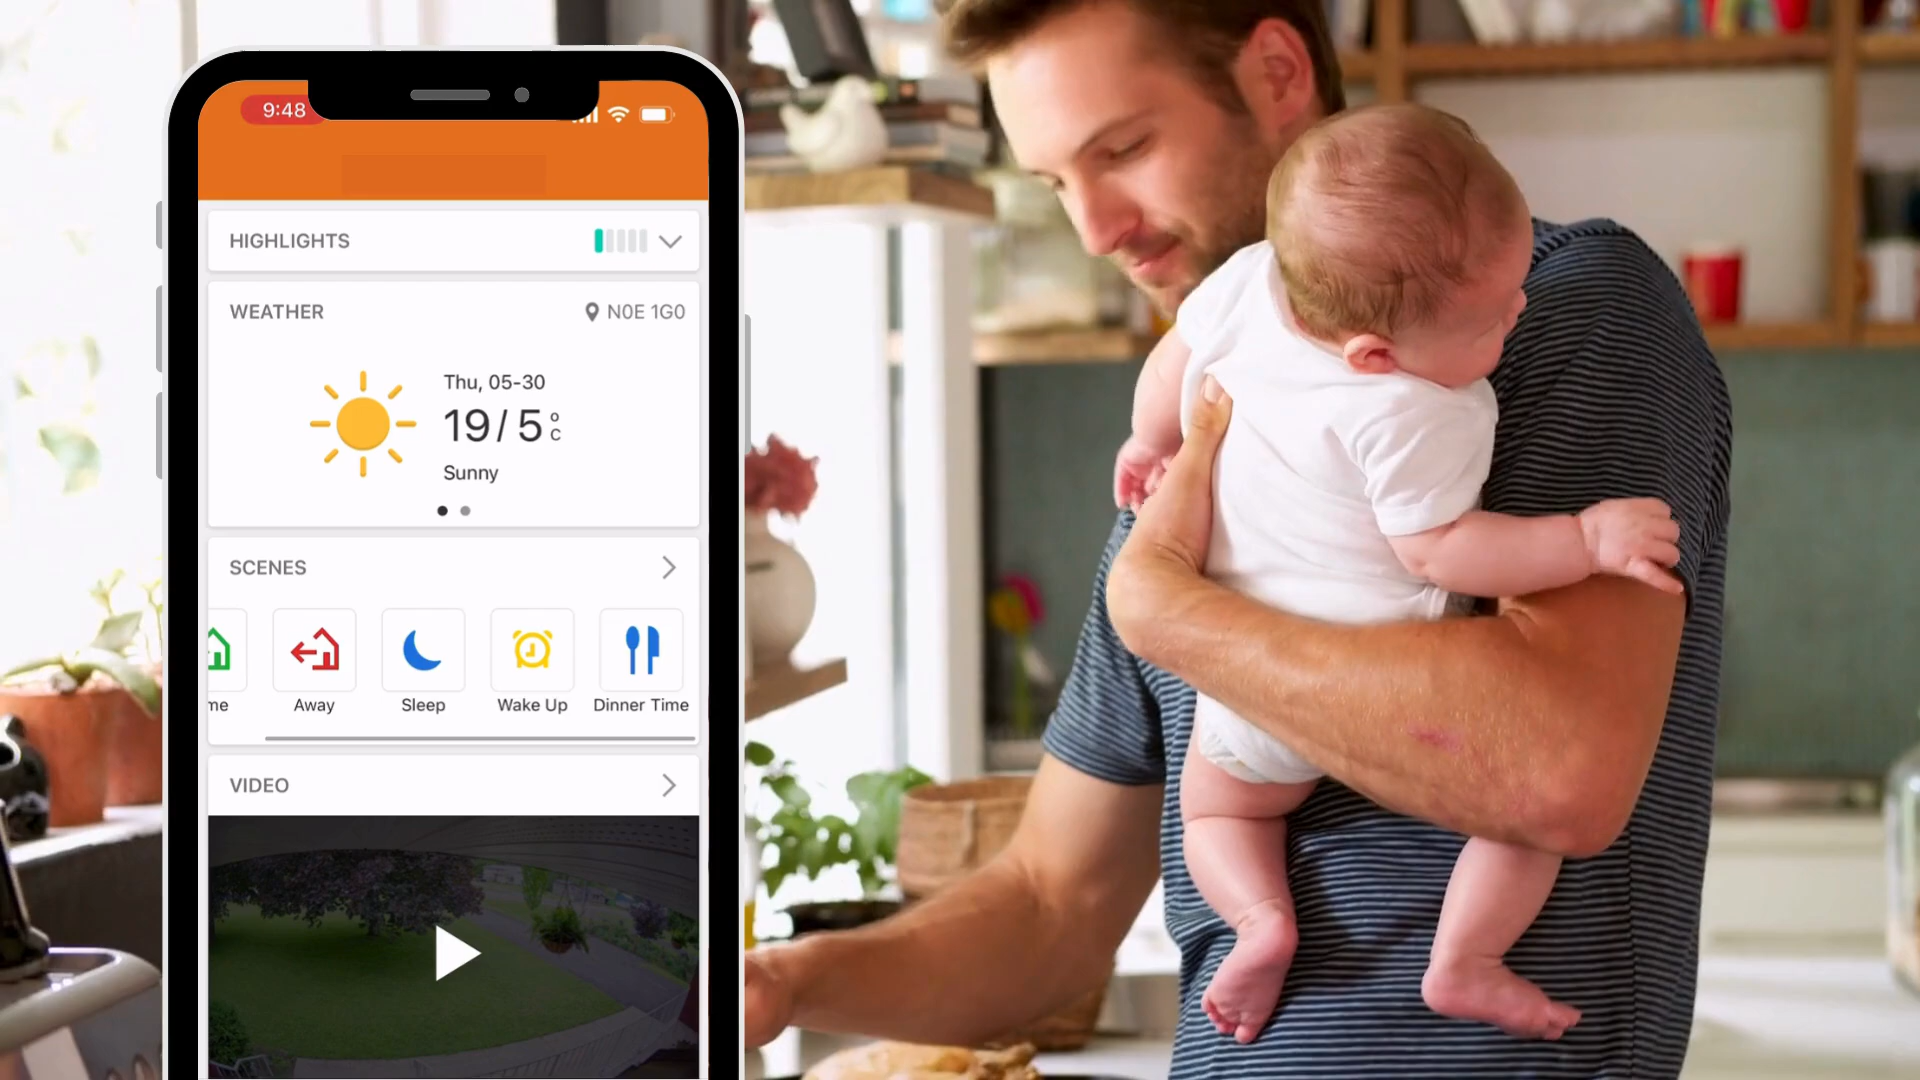 9:48
HIGHLIGHTS
WEATHER
N0E 1G0
Thu, 05-30
19/5 °C
Sunny
SCENES
me
Away
Sleep
Wake Up
Dinner Time
VIDEO